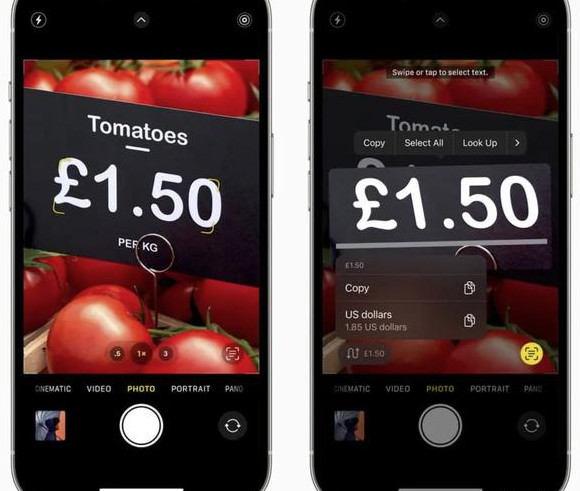 Tomatoes
£1.50
PER KG
.5 1× 3
CINEMATIC VIDEO PHOTO PORTRAIT PANO
Swipe or tap to select text.
Copy Select All Look Up
£1.50
£1.50
Copy
US dollars
1.85 US dollars
£1.50
CINEMATIC VIDEO PHOTO PORTRAIT PANO